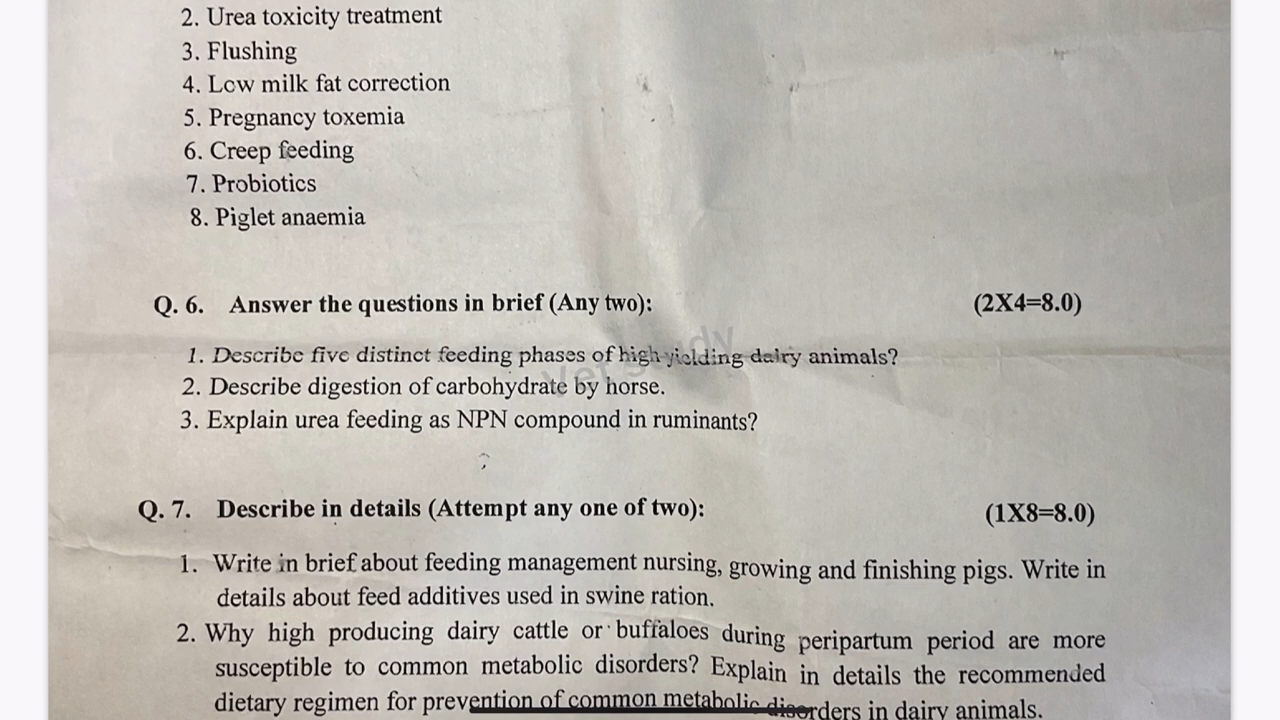 2. Urea toxicity treatment
3. Flushing
4. Low milk fat correction
5. Pregnancy toxemia
6. Creep feeding
7. Probiotics
8. Piglet anaemia
Q. 6. Answer the questions in brief (Any two): (2X4=8.0)
1. Describe five distinct feeding phases of high yielding dairy animals?
2. Describe digestion of carbohydrate by horse.
3. Explain urea feeding as NPN compound in ruminants?
Q. 7. Describe in details (Attempt any one of two): (1X8=8.0)
1. Write in brief about feeding management nursing, growing and finishing pigs. Write in
details about feed additives used in swine ration.
2. Why high producing dairy cattle or buffaloes during peripartum period are more
susceptible to common metabolic disorders? Explain in details the recommended
dietary regimen for prevention of common metabolic disorders in dairy animals.